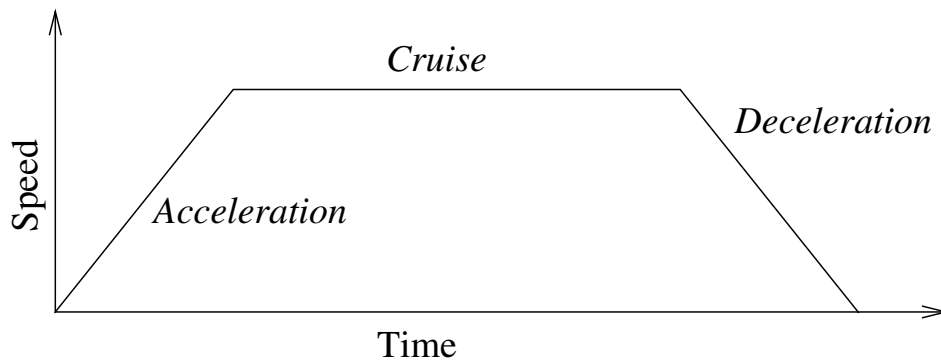 Cruise
Deceleration
Acceleration
Speed
Time